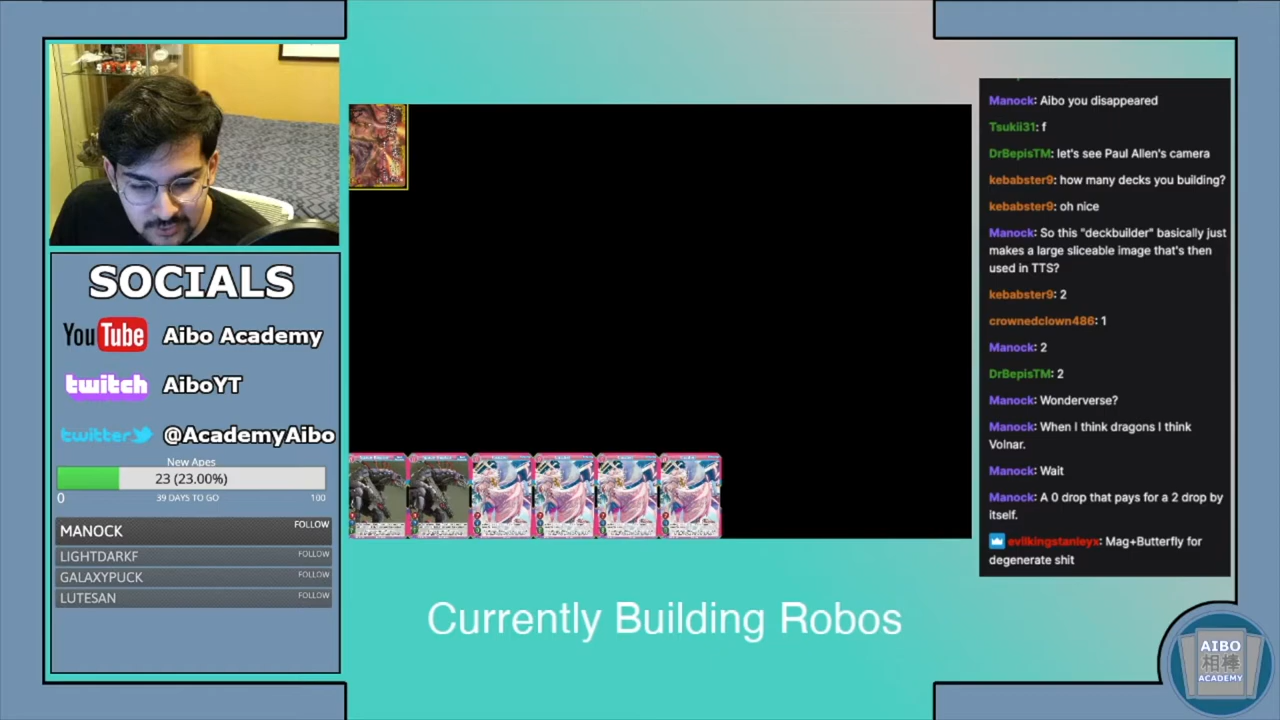 Manock: Aibo you disappeared
Tsukii31: f
DrBepisTM: let's see Paul Allen's camera
kebabster9: how many decks you building?
kebabster9: oh nice
Manock: So this "deckbuilder" basically just
makes a large sliceable image that's then
used in TTS?
kebabster9: 2
crownedclown486: 1
Manock: 2
DrBepisTM: 2
Manock: Wonderverse?
Manock: When I think dragons I think
Volnar.
Manock: Wait
Manock: A 0 drop that pays for a 2 drop by
itself.
evilkingstanleyx: Mag+Butterfly for
degenerate shit
SOCIALS
YouTube Aibo Academy
twitch AiboYT
twitter @AcademyAibo
New Apes
23 (23.00%)
0 39 DAYS TO GO 100
MANOCK FOLLOW
LIGHTDARKF FOLLOW
GALAXYPUCK FOLLOW
LUTESAN FOLLOW
Currently Building Robos
AIBO
相棒
ACADEMY